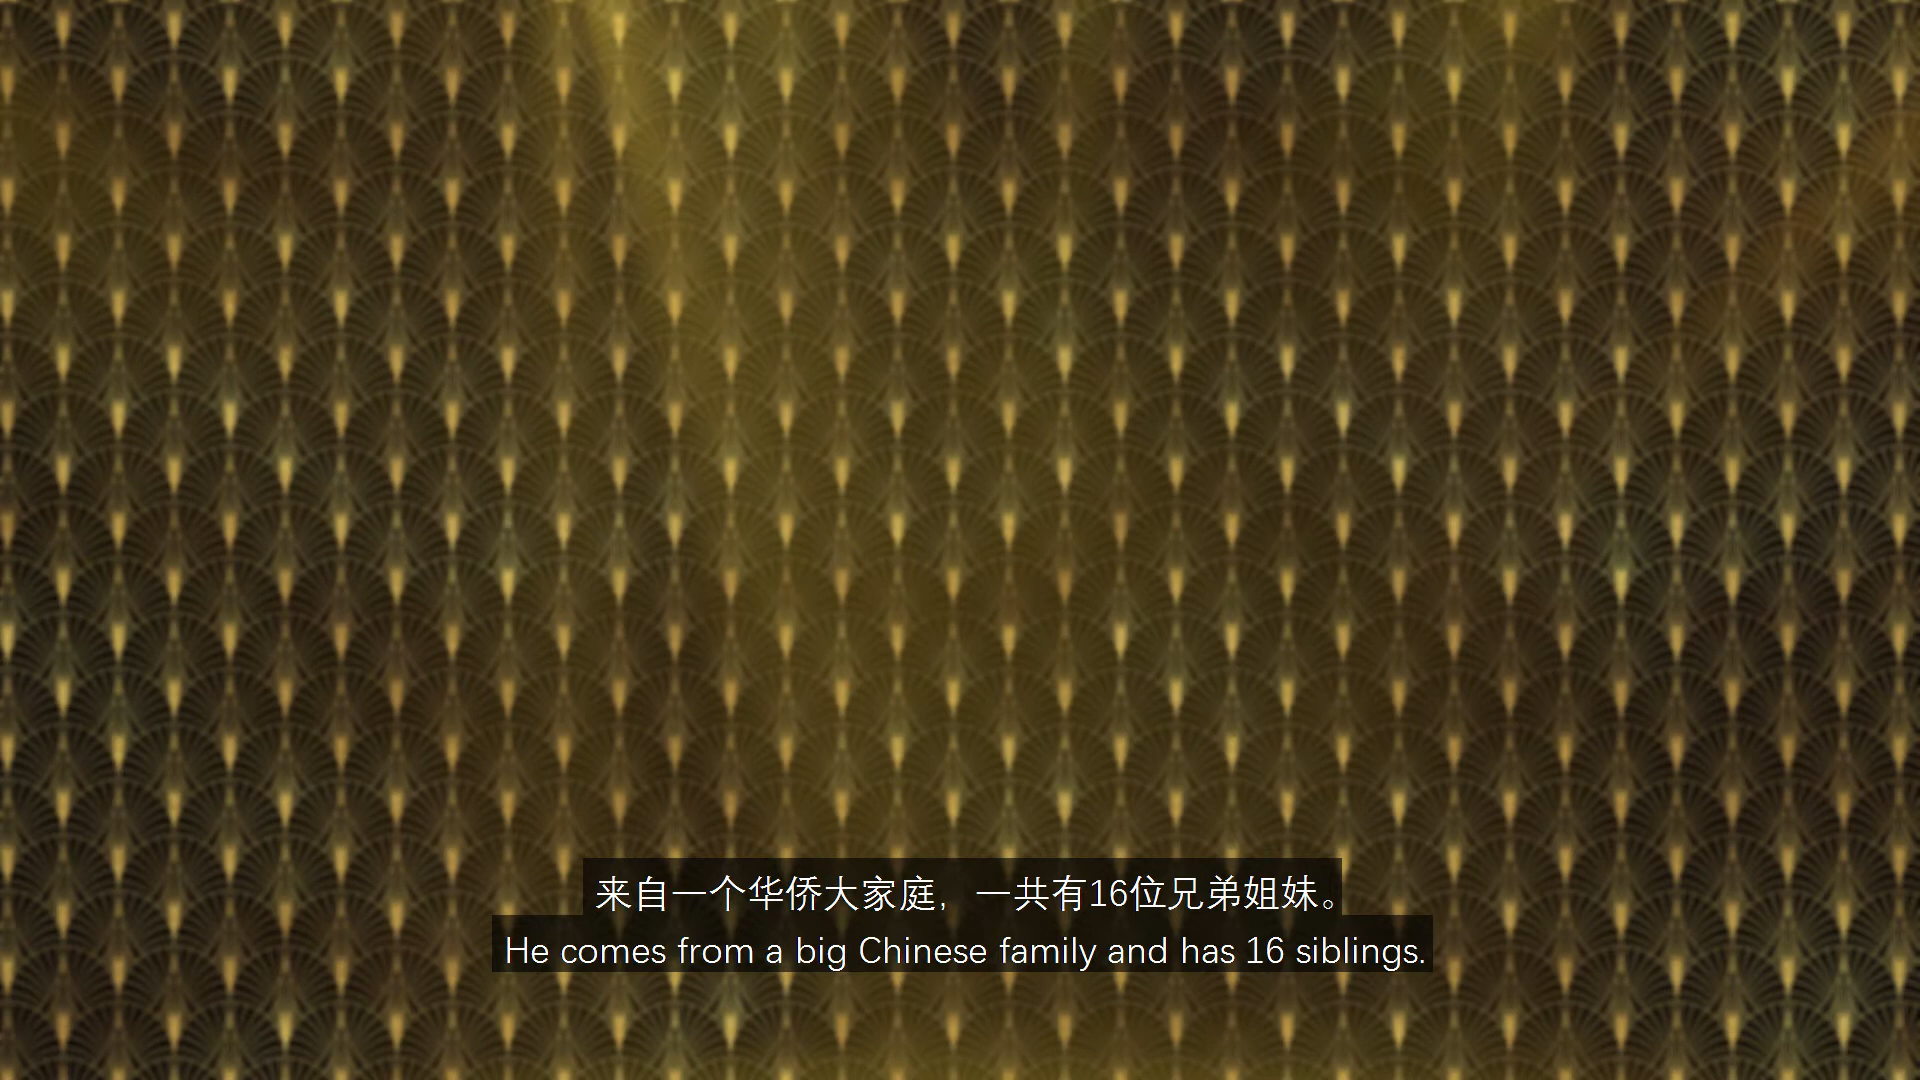 来自一个华侨大家庭，一共有16位兄弟姐妹。
He comes from a big Chinese family and has 16 siblings.